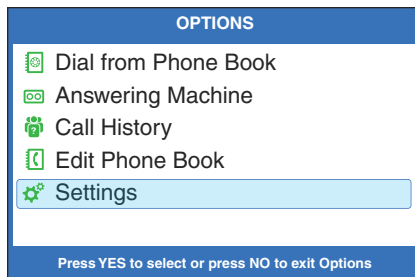 OPTIONS
Dial from Phone Book
Answering Machine
Call History
Edit Phone Book
Settings
Press YES to select or press NO to exit Options